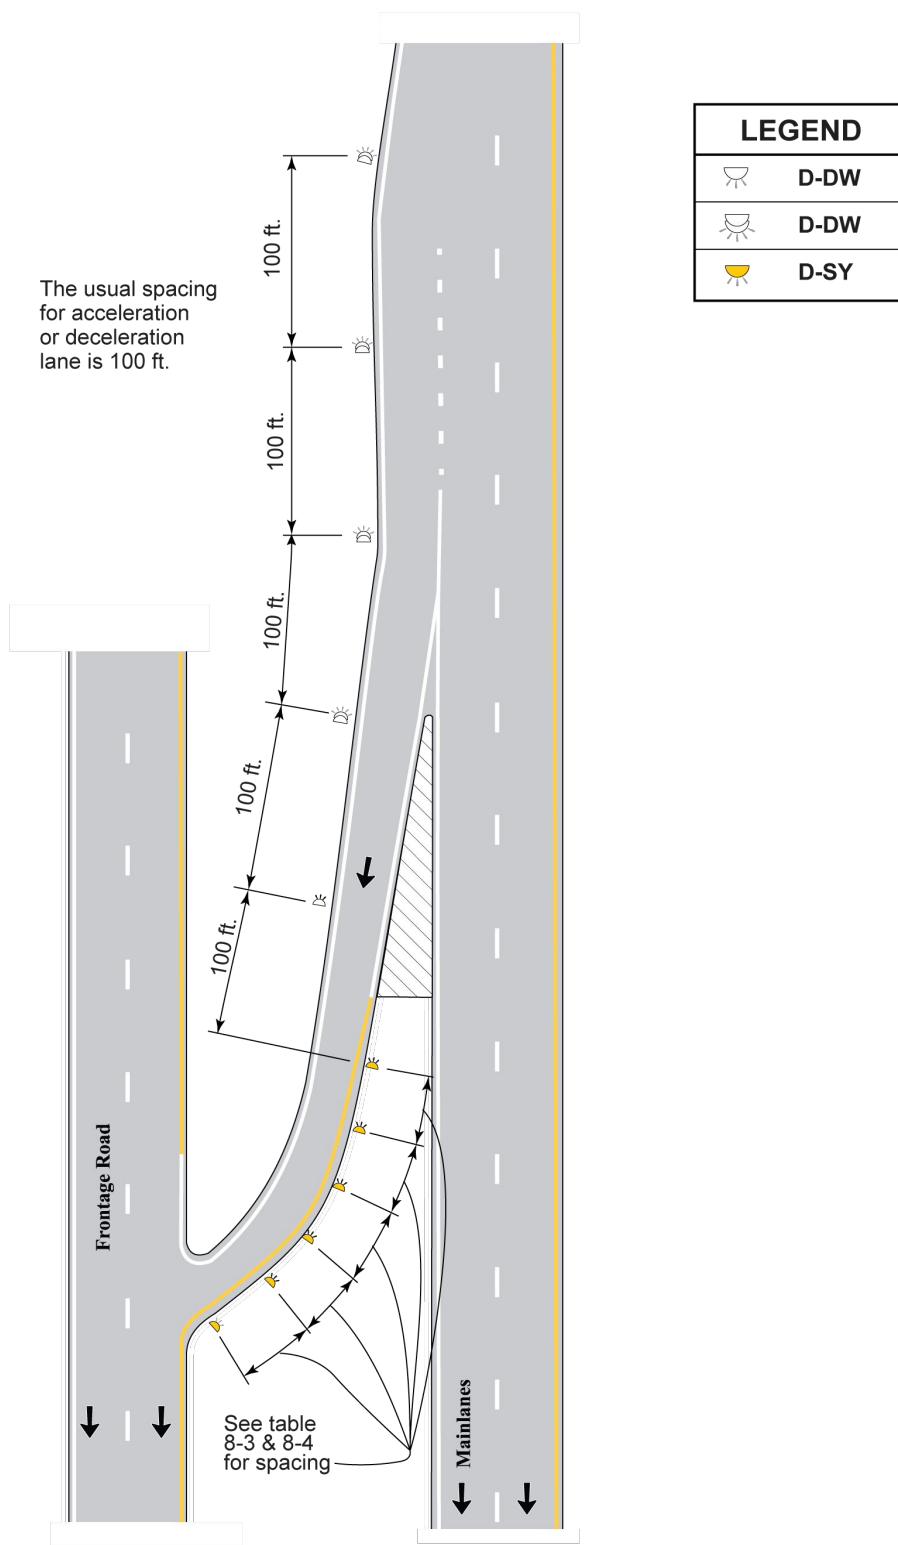 LEGEND
D-DW
D-DW
D-SY
100 ft.
The usual spacing
for acceleration
or deceleration
lane is 100 ft.
100 ft.
100 ft.
100 ft.
100 ft.
Frontage Road
Mainlanes
See table
8-3 & 8-4
for spacing